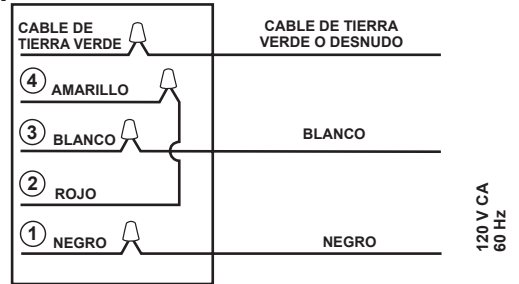 CABLE DE
TIERRA VERDE
CABLE DE TIERRA
VERDE O DESNUDO
4 AMARILLO
3 BLANCO
BLANCO
2 ROJO
1 NEGRO
NEGRO
120 V CA
60 Hz